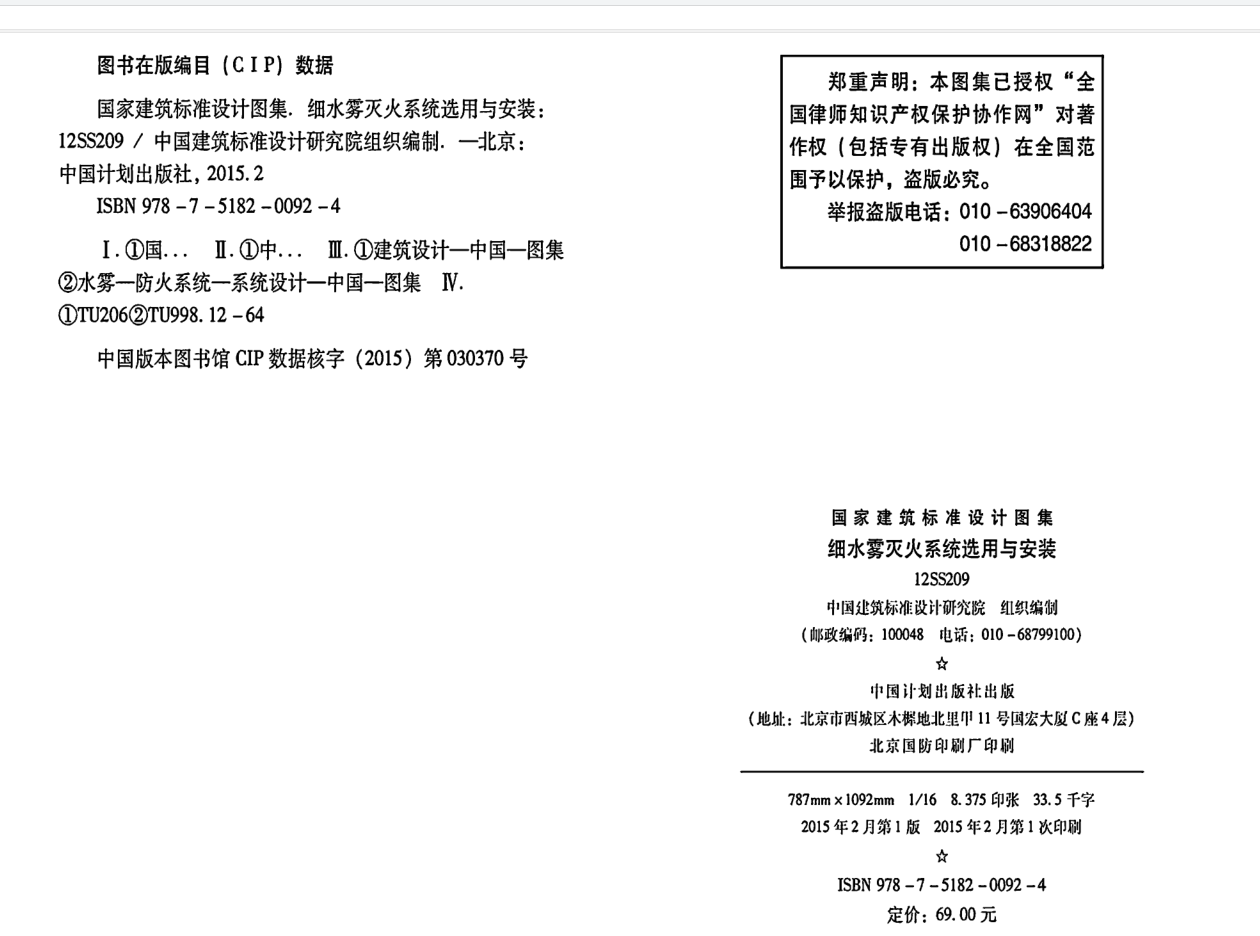 图书在版编目（CIP）数据
国家建筑标准设计图集. 细水雾灭火系统选用与安装：
12SS209 / 中国建筑标准设计研究院组织编制. —北京：
中国计划出版社，2015.2
ISBN 978-7-5182-0092-4
Ⅰ.①国... Ⅱ.①中... Ⅲ.①建筑设计—中国—图集
②水雾—防火系统—系统设计—中国—图集 Ⅳ.
①TU206②TU998.12-64
中国版本图书馆 CIP 数据核字（2015）第 030370 号
郑重声明：本图集已授权“全
国律师知识产权保护协作网”对著
作权（包括专有出版权）在全国范
围予以保护，盗版必究。
举报盗版电话：010-63906404
010-68318822
国家建筑标准设计图集
细水雾灭火系统选用与安装
12SS209
中国建筑标准设计研究院 组织编制
（邮政编码：100048 电话：010-68799100）
☆
中国计划出版社出版
（地址：北京市西城区木樨地北里甲 11 号国宏大厦 C 座 4 层）
北京国防印刷厂印刷
787mm×1092mm 1/16 8.375 印张 33.5 千字
2015 年 2 月第 1 版 2015 年 2 月第 1 次印刷
☆
ISBN 978-7-5182-0092-4
定价：69.00 元